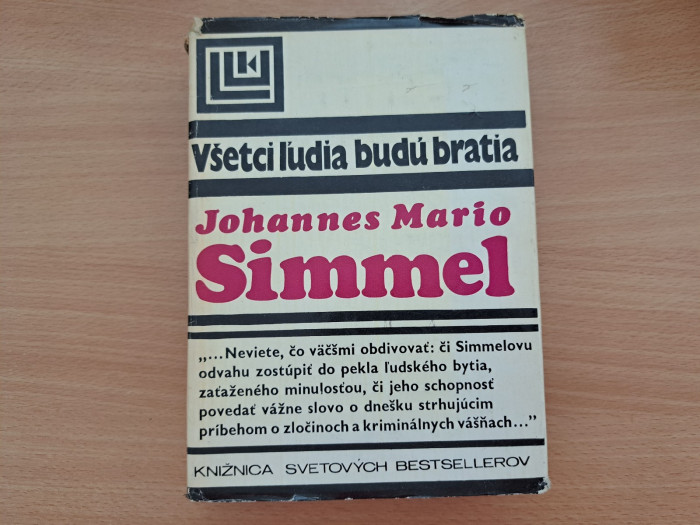 Všetci ľudia budú bratia
Johannes Mario
Simmel
„...Neviete, čo väčšmi obdivovať: či Simmelovu
odvahu zostúpiť do pekla ľudského bytia,
zaťaženého minulosťou, či jeho schopnosť
povedať vážne slovo o dnešku strhujúcim
príbehom o zločinoch a kriminálnych vášňach...”
KNIŽNICA SVETOVÝCH BESTSELLEROV